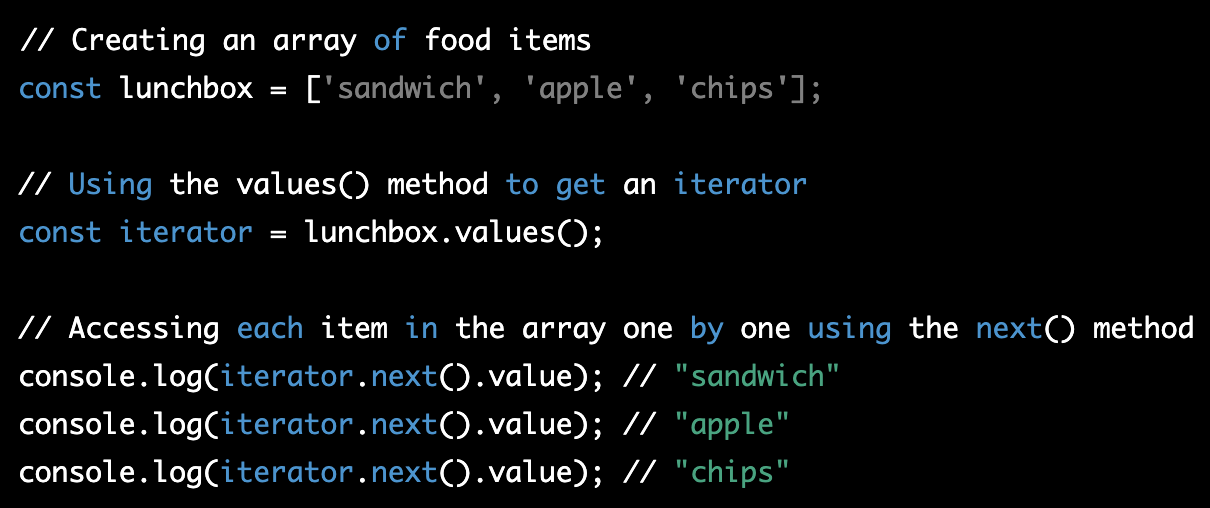 // Creating an array of food items
const lunchbox = ['sandwich', 'apple', 'chips'];
// Using the values() method to get an iterator
const iterator = lunchbox.values();
// Accessing each item in the array one by one using the next() method
console.log(iterator.next().value); // "sandwich"
console.log(iterator.next().value); // "apple"
console.log(iterator.next().value); // "chips"